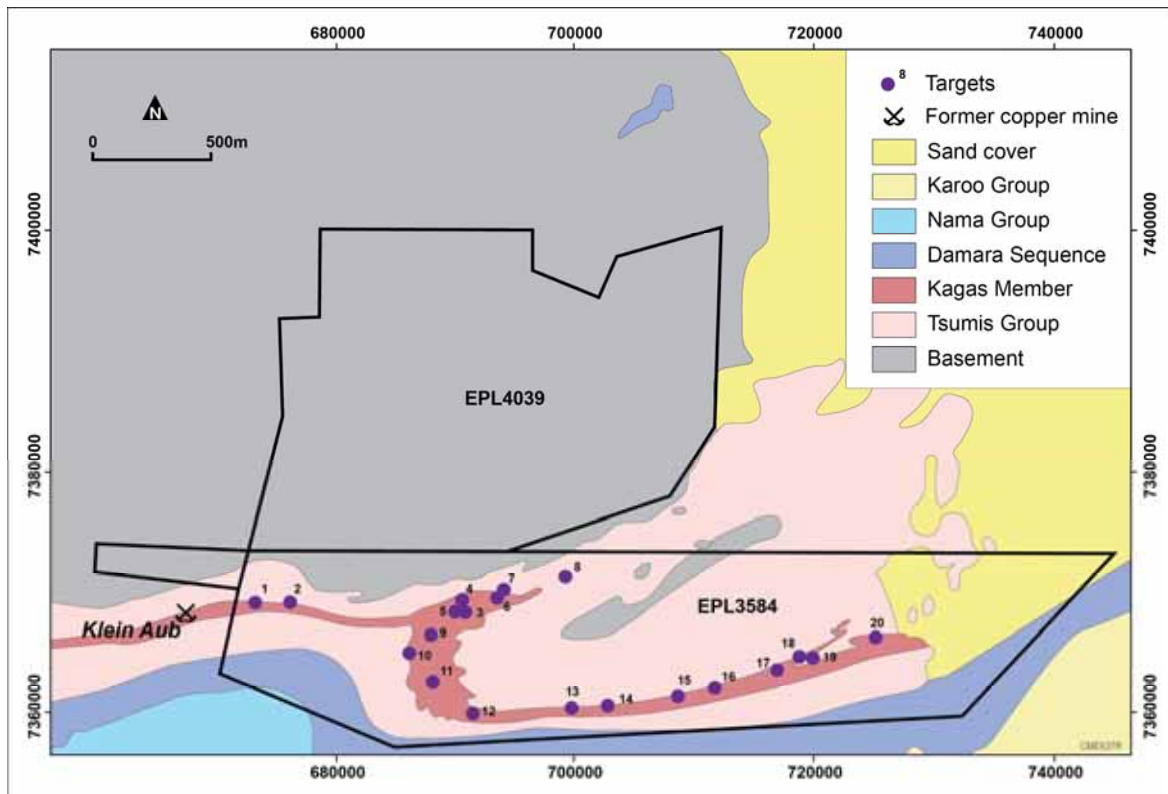 680000
700000
720000
740000
8
Targets
Former copper mine
Sand cover
Karoo Group
Nama Group
Damara Sequence
Kagas Member
Tsumis Group
Basement
N
0
500m
7400000
7400000
EPL4039
7380000
7380000
1
2
4
7
8
5
3
6
EPL3584
Klein Aub
9
10
11
12
13
14
15
16
17
18
19
20
7360000
7360000
680000
700000
720000
740000